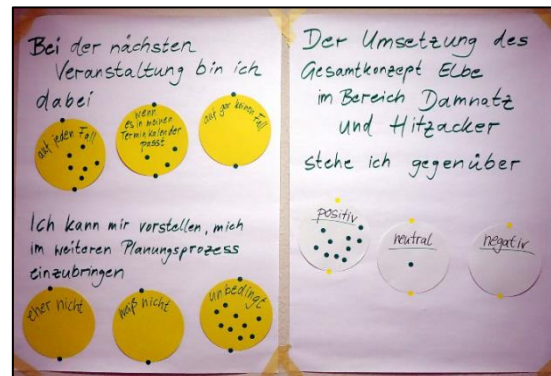 Bei der nächsten
Veranstaltung bin ich
dabei
auf jeden Fall
wenn
es in meinen
Terminkalender
passt
auf gar keinen Fall
Ich kann mir vorstellen, mich
im weiteren Planungsprozess
einzubringen
eher nicht
weiß nicht
unbedingt
Der Umsetzung des
Gesamtkonzept Elbe
im Bereich Damnatz
und Hitzacker
stehe ich gegenüber
positiv
neutral
negativ